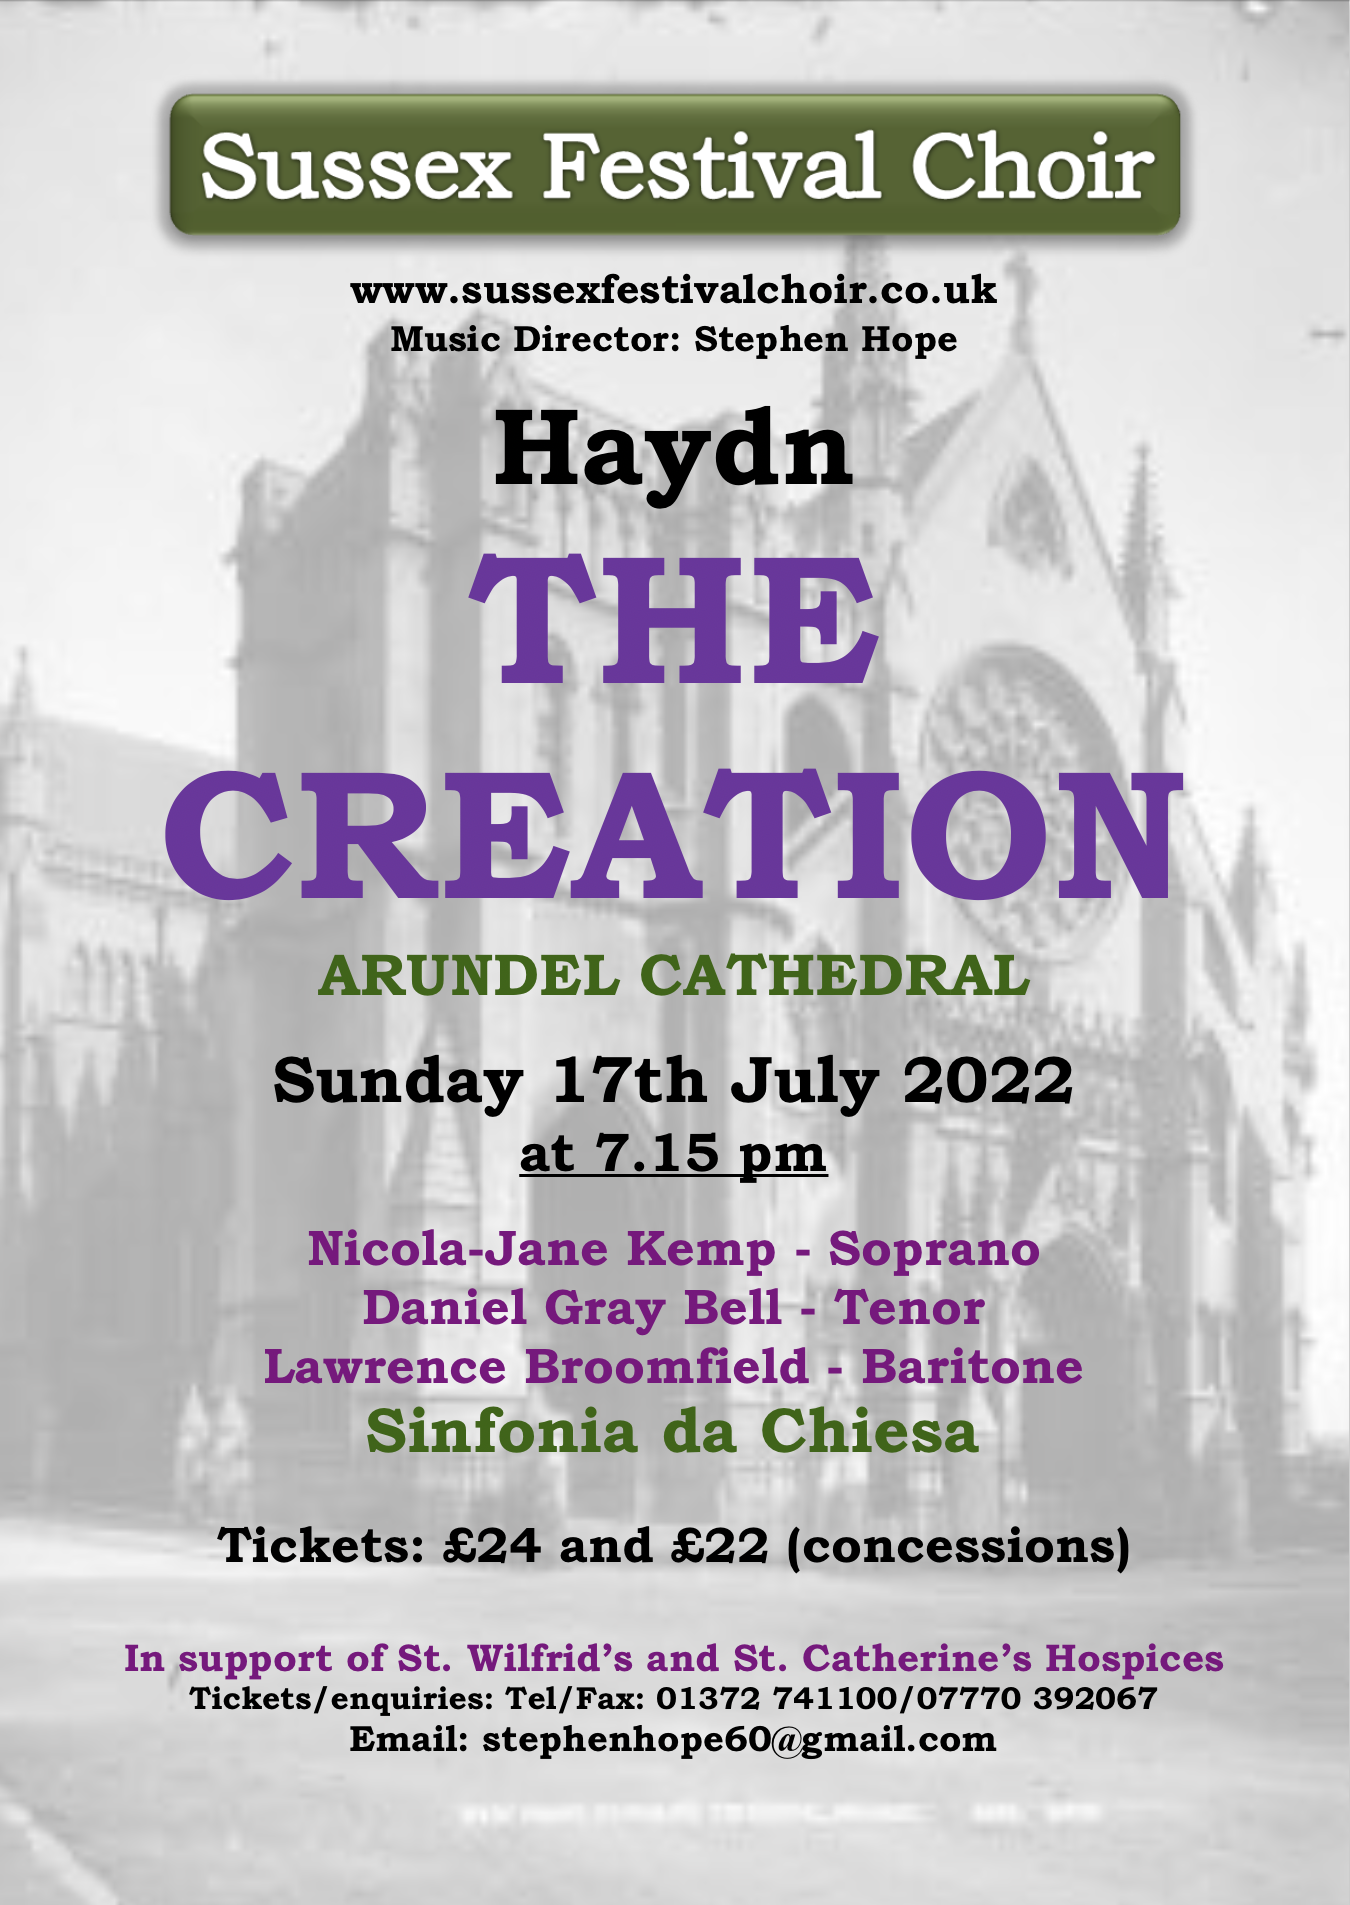 Sussex Festival Choir
www.sussexfestivalchoir.co.uk
Music Director: Stephen Hope
Haydn
THE
CREATION
ARUNDEL CATHEDRAL
Sunday 17th July 2022
at 7.15 pm
Nicola-Jane Kemp - Soprano
Daniel Gray Bell - Tenor
Lawrence Broomfield - Baritone
Sinfonia da Chiesa
Tickets: £24 and £22 (concessions)
In support of St. Wilfrid’s and St. Catherine’s Hospices
Tickets/enquiries: Tel/Fax: 01372 741100/07770 392067
Email: stephenhope60@gmail.com